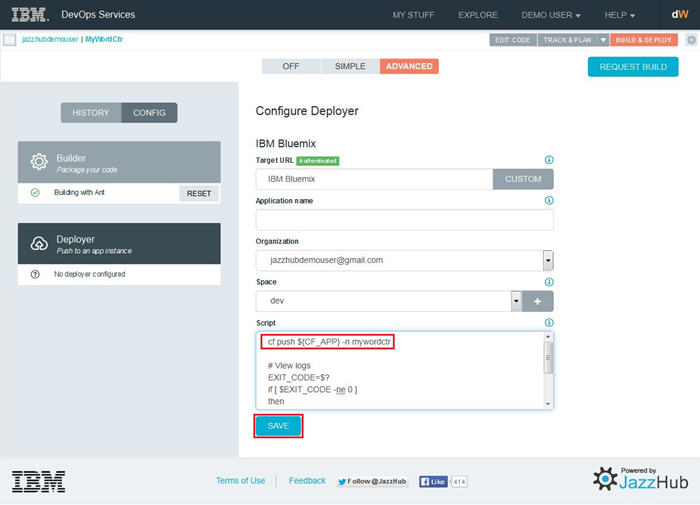 IBM. DevOps Services MY STUFF EXPLORE DEMO USER HELP dW
jazzhubdemouser | MyWordCtr EDIT CODE TRACK & PLAN BUILD & DEPLOY
OFF SIMPLE ADVANCED REQUEST BUILD
HISTORY CONFIG
Builder
Package your code
Building with Ant RESET
Deployer
Push to an app instance
No deployer configured
Configure Deployer
IBM Bluemix
Target URL Authenticated
IBM Bluemix CUSTOM
Application name
Organization
jazzhubdemouser@gmail.com
Space
dev +
Script
cf push ${CF_APP} -n mywordctr
# View logs
EXIT_CODE=$?
if [ $EXIT_CODE -ne 0 ]
then
SAVE
IBM Terms of Use | Feedback Follow @JazzHub f Like 414 Powered by
JazzHub